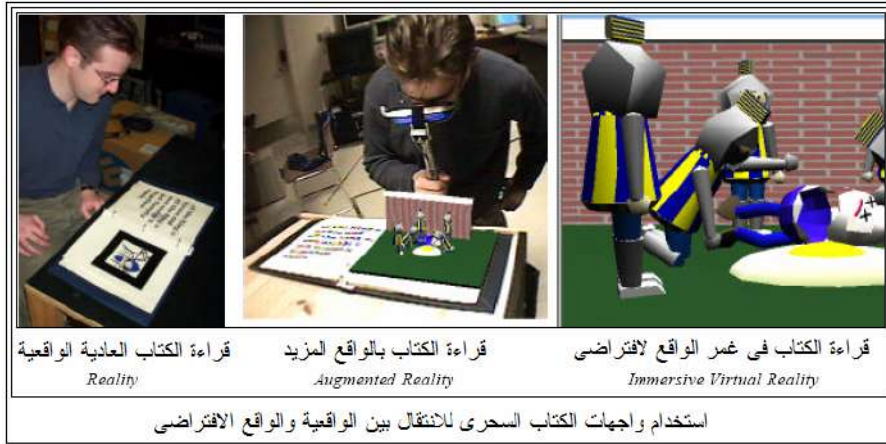 قراءة الكتاب العادية الواقعية
Reality
قراءة الكتاب بالواقع المزيد
Augmented Reality
قراءة الكتاب فى غمر الواقع لافتراضى
Immersive Virtual Reality
استخدام واجهات الكتاب السحرى للانتقال بين الواقعية والواقع الافتراضى